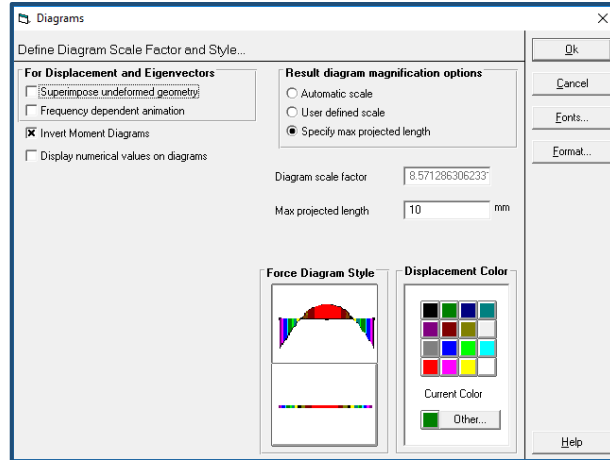 Diagrams
Define Diagram Scale Factor and Style...
Ok
For Displacement and Eigenvectors
Superimpose undeformed geometry
Frequency dependent animation
Invert Moment Diagrams
Display numerical values on diagrams
Result diagram magnification options
Automatic scale
User defined scale
Specify max projected length
Cancel
Fonts...
Format...
Diagram scale factor
8.571286306233
Max projected length
10
mm
Force Diagram Style
Displacement Color
Current Color
Other...
Help